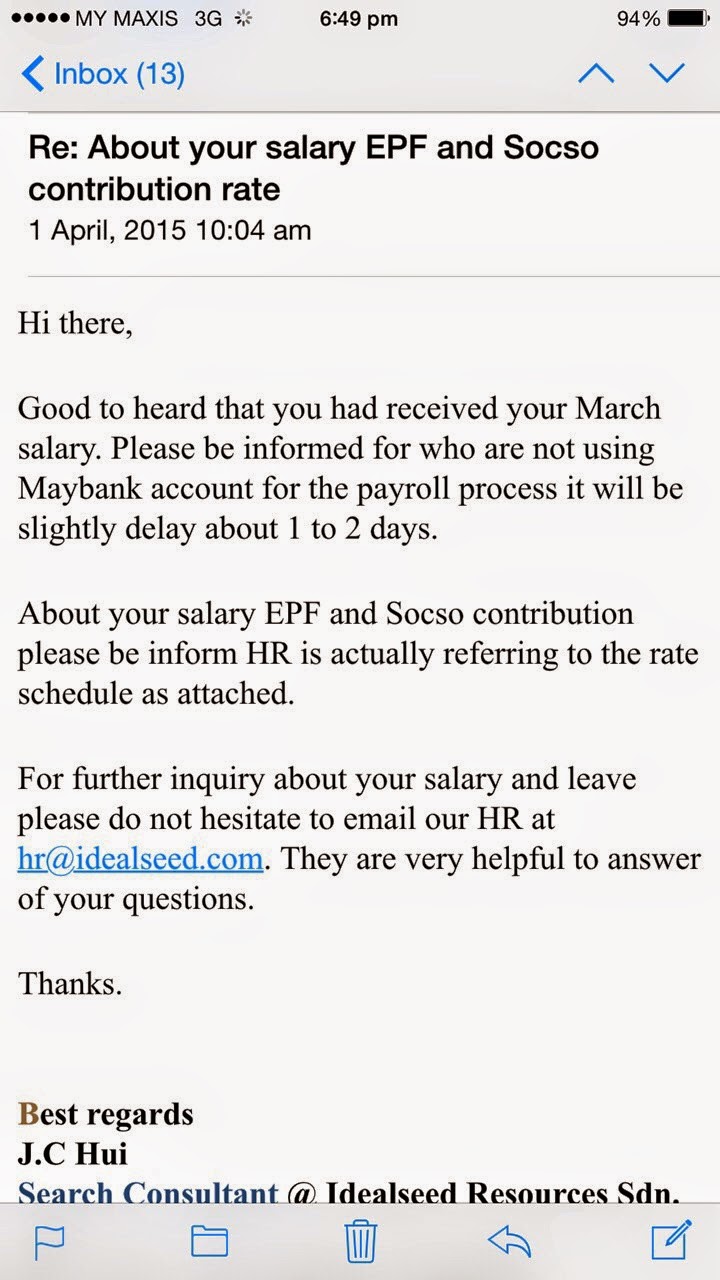 MY MAXIS 3G 6:49 pm 94%
Inbox (13)
Re: About your salary EPF and Socso
contribution rate
1 April, 2015 10:04 am
Hi there,
Good to heard that you had received your March
salary. Please be informed for who are not using
Maybank account for the payroll process it will be
slightly delay about 1 to 2 days.
About your salary EPF and Socso contribution
please be inform HR is actually referring to the rate
schedule as attached.
For further inquiry about your salary and leave
please do not hesitate to email our HR at
hr@idealseed.com. They are very helpful to answer
of your questions.
Thanks.
Best regards
J.C Hui
Search Consultant @ Idealseed Resources Sdn.